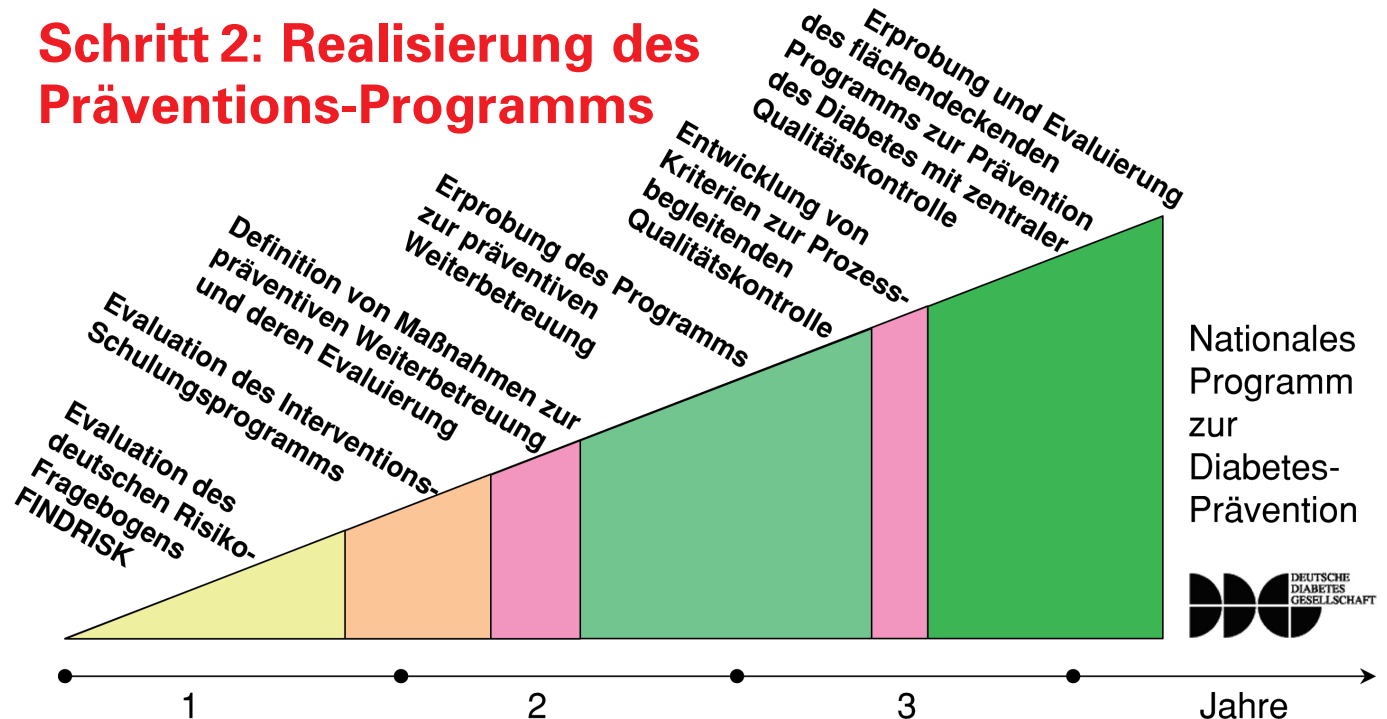 Schritt 2: Realisierung des
Präventions-Programms
Evaluation des
deutschen Risiko-
Fragebogens
FINDRISK
Evaluation des Interventions-
Schulungsprogramms
Definition von Maßnahmen zur
präventiven Weiterbetreuung
und deren Evaluierung
Erprobung des Programms
zur präventiven
Weiterbetreuung
Entwicklung von
Kriterien zur Prozess-
begleitenden
Qualitätskontrolle
Erprobung und Evaluierung
des flächendeckenden
Programms zur Prävention
des Diabetes mit zentraler
Qualitätskontrolle
Nationales
Programm
zur
Diabetes-
Prävention
DEUTSCHE
DIABETES
GESELLSCHAFT
1
2
3
Jahre